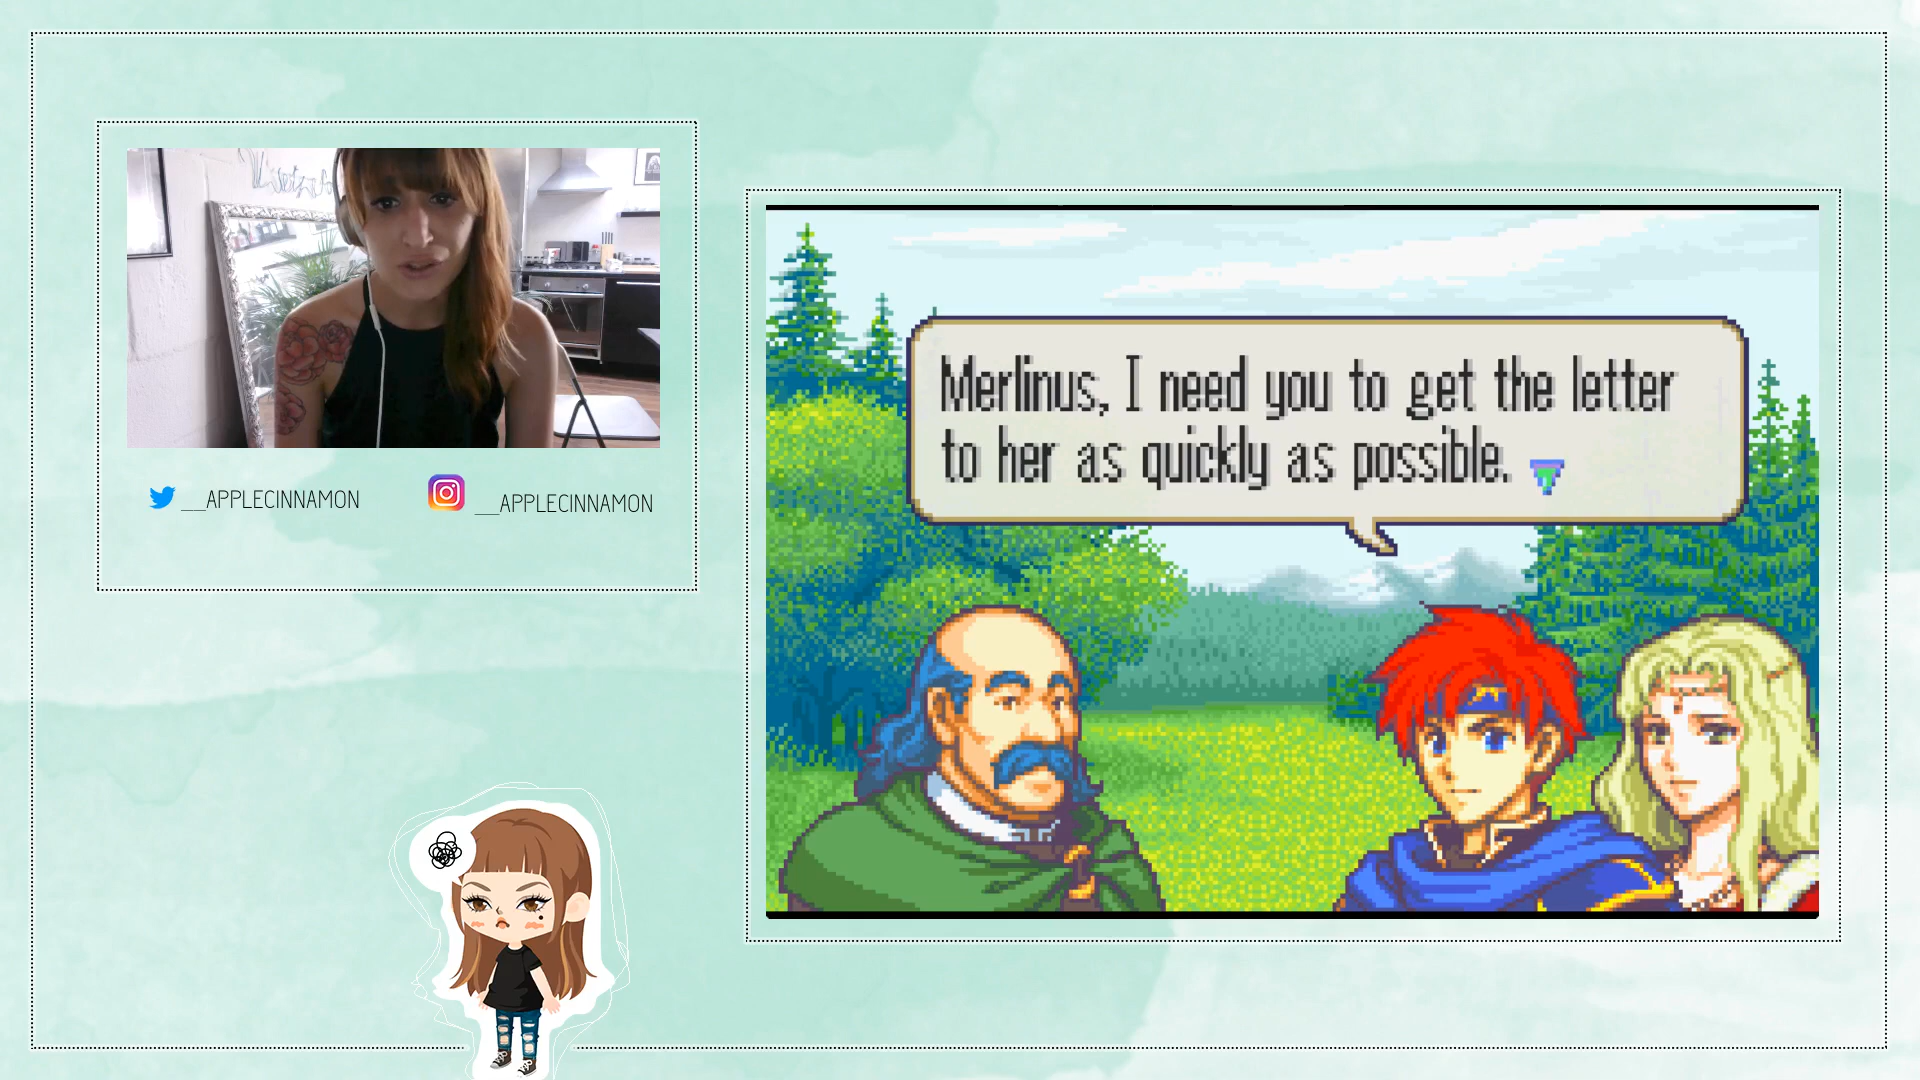 __APPLECINNAMON
__APPLECINNAMON
Merlinus, I need you to get the letter
to her as quickly as possible.